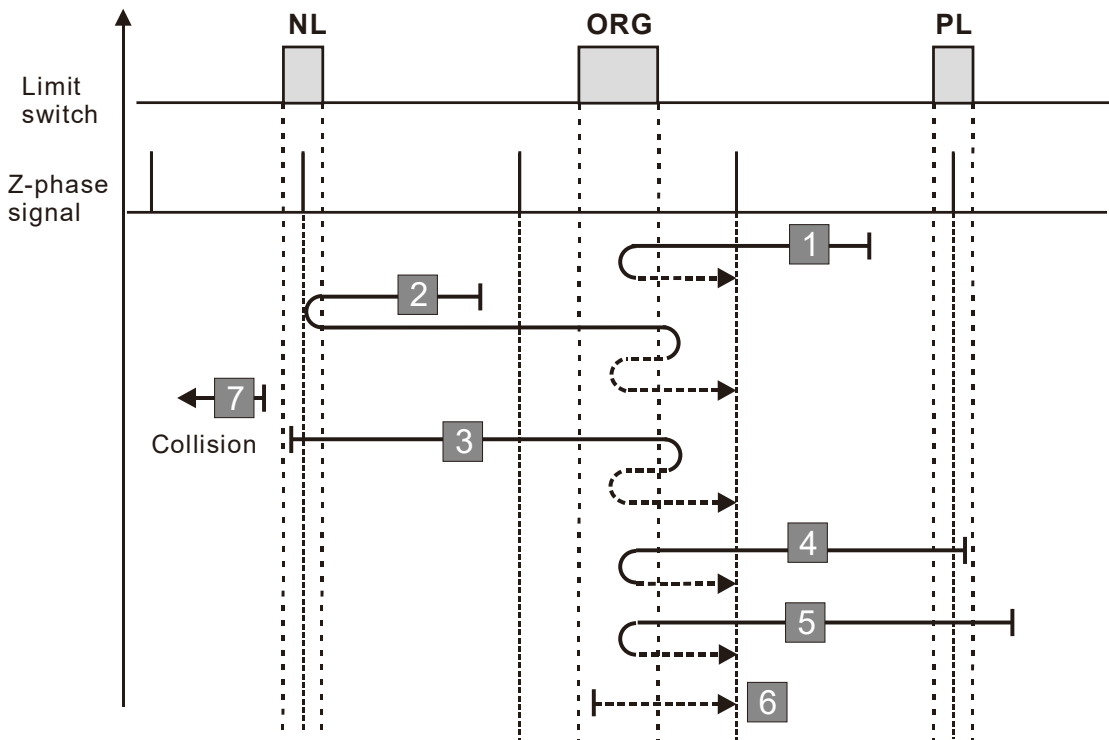 NL
ORG
PL
Limit
switch
Z-phase
signal
1
2
7
Collision
3
4
5
6